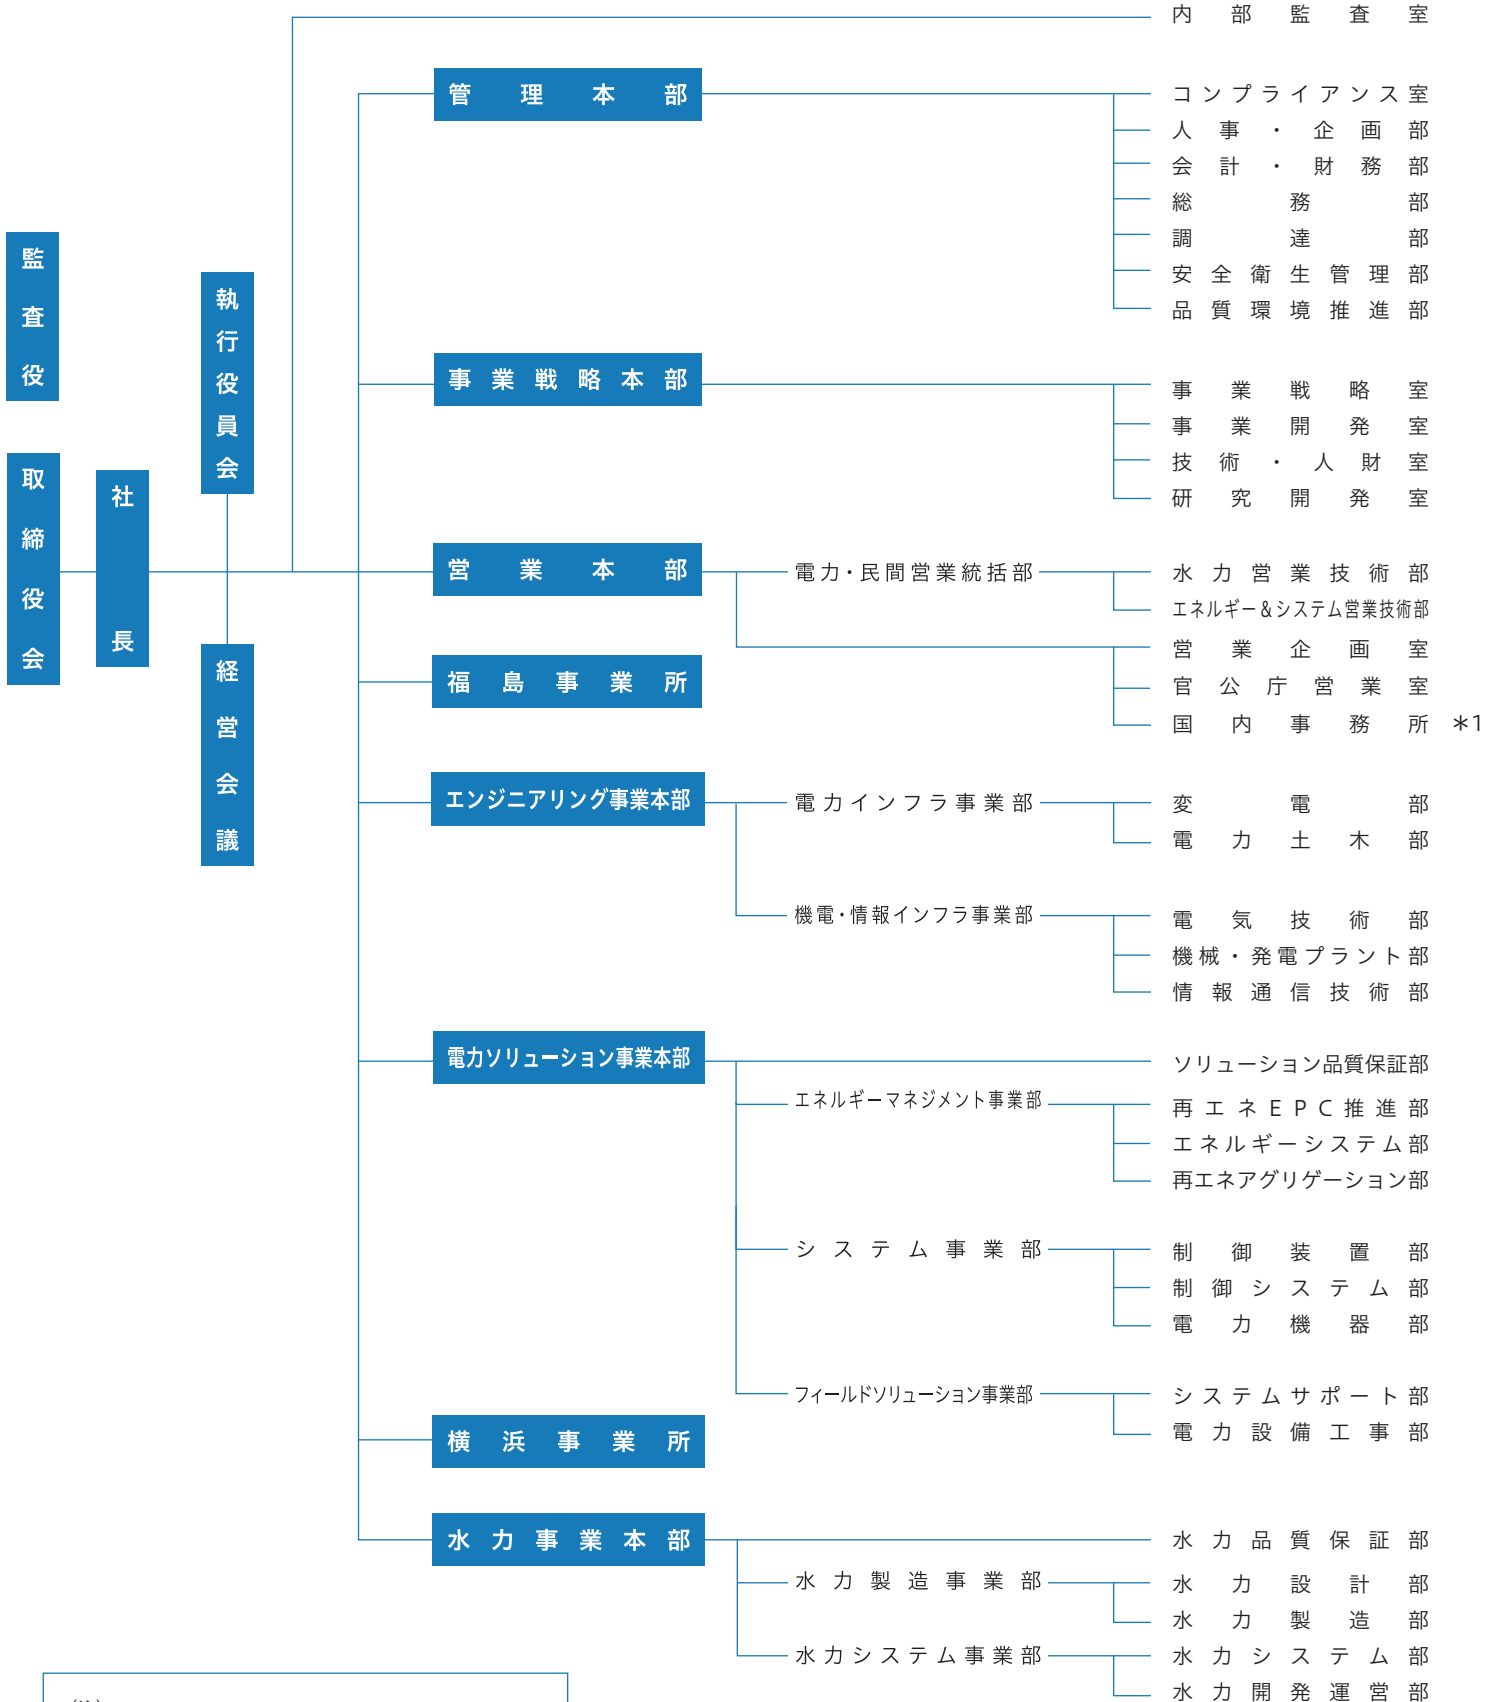 内部監査室
管理本部
コンプライアンス室
人事・企画部
会計・財務部
総務部
調達部
安全衛生管理部
品質環境推進部
監査役
執行役員会
取締役会
社長
経営会議
事業戦略本部
事業戦略室
事業開発室
技術・人財室
研究開発室
営業本部
電力・民間営業統括部
水力営業技術部
エネルギー&システム営業技術部
営業企画室
官公庁営業室
国内事務所 *1
福島事業所
エンジニアリング事業本部
電力インフラ事業部
変電部
電力土木部
機電・情報インフラ事業部
電気技術部
機械・発電プラント部
情報通信技術部
電力ソリューション事業本部
ソリューション品質保証部
エネルギーマネジメント事業部
再エネEPC推進部
エネルギーシステム部
再エネアグリゲーション部
システム事業部
制御装置部
制御システム部
電力機器部
フィールドソリューション事業部
システムサポート部
電力設備工事部
横浜事業所
水力事業本部
水力品質保証部
水力製造事業部
水力設計部
水力製造部
水力システム事業部
水力システム部
水力開発運営部